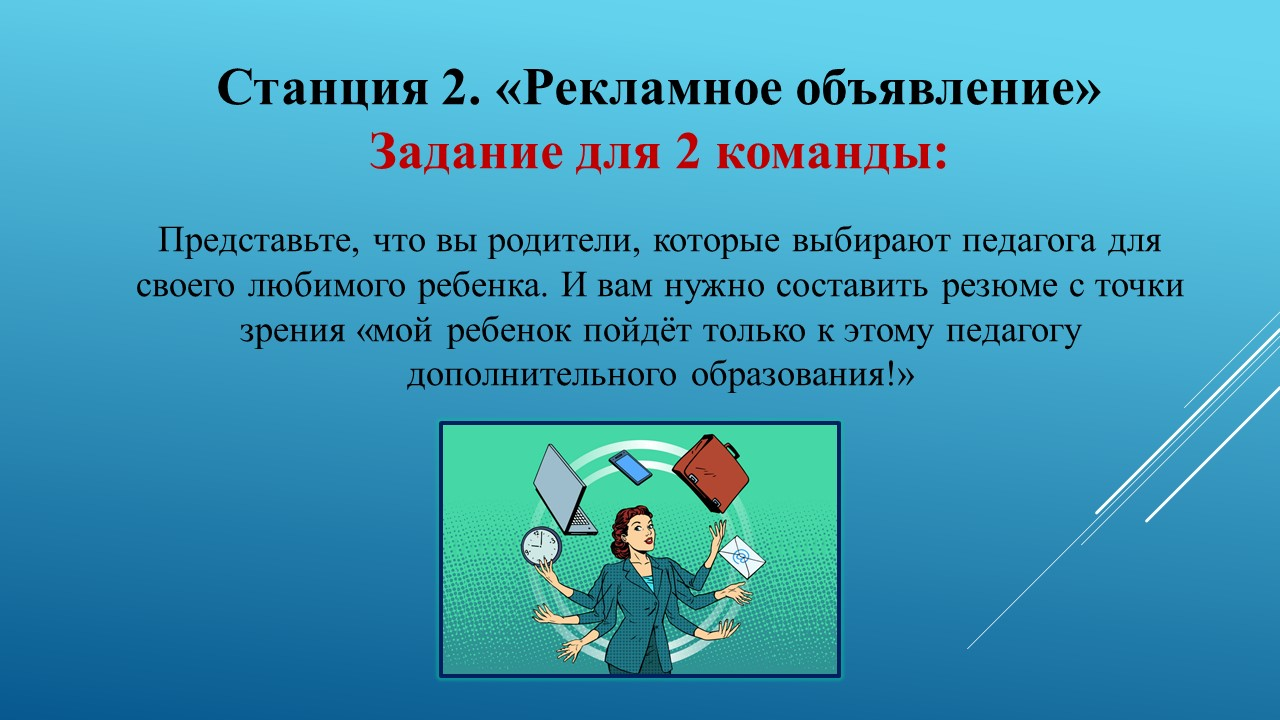 Станция 2. «Рекламное объявление»
Задание для 2 команды:
Представьте, что вы родители, которые выбирают педагога для
своего любимого ребенка. И вам нужно составить резюме с точки
зрения «мой ребенок пойдёт только к этому педагогу
дополнительного образования!»